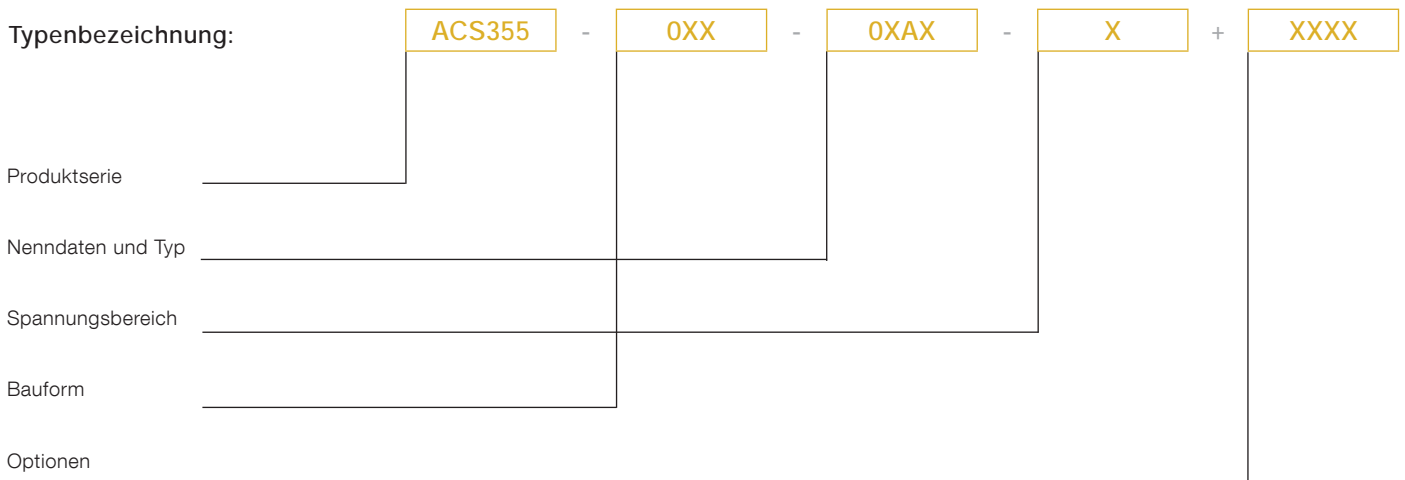 Typenbezeichnung: ACS355 - 0XX - 0XAX - X + XXXX
Produktserie
Nenndaten und Typ
Spannungsbereich
Bauform
Optionen